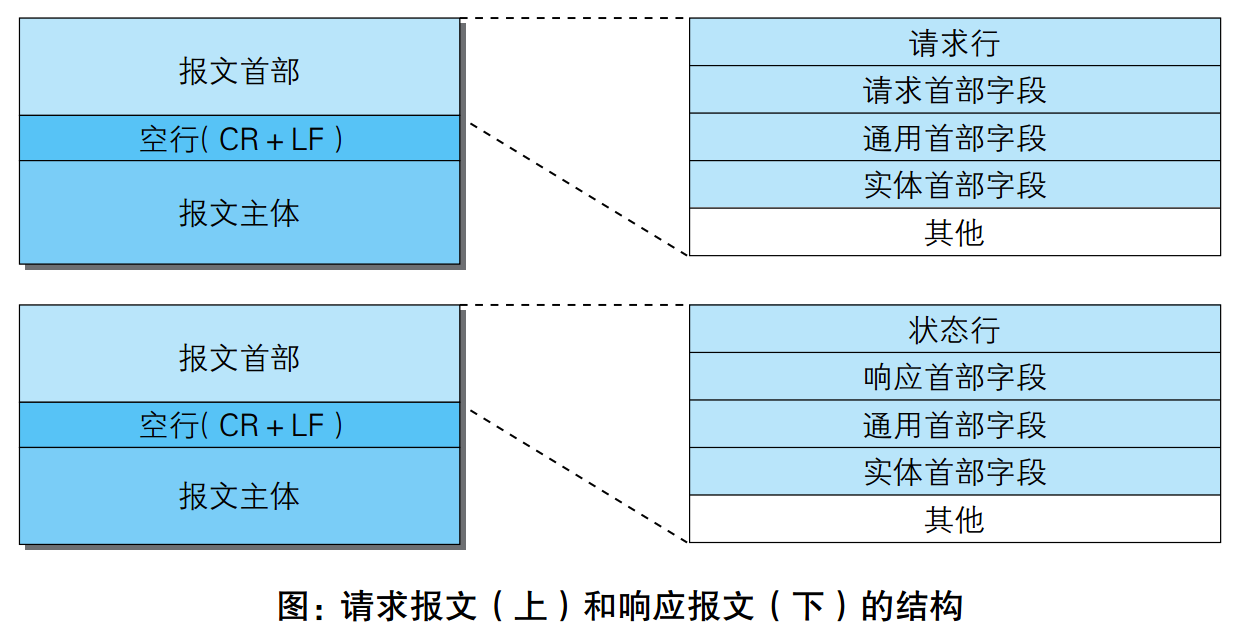 报文首部
空行( CR + LF )
报文主体
请求行
请求首部字段
通用首部字段
实体首部字段
其他
报文首部
空行( CR + LF )
报文主体
状态行
响应首部字段
通用首部字段
实体首部字段
其他
图：请求报文（上）和响应报文（下）的结构